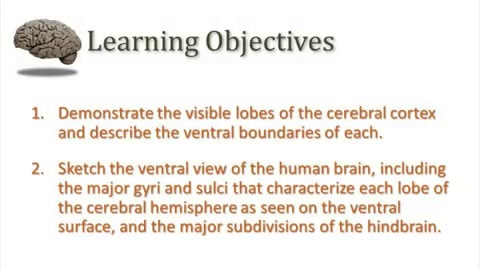 Learning Objectives
1. Demonstrate the visible lobes of the cerebral cortex
and describe the ventral boundaries of each.
2. Sketch the ventral view of the human brain, including
the major gyri and sulci that characterize each lobe of
the cerebral hemisphere as seen on the ventral
surface, and the major subdivisions of the hindbrain.